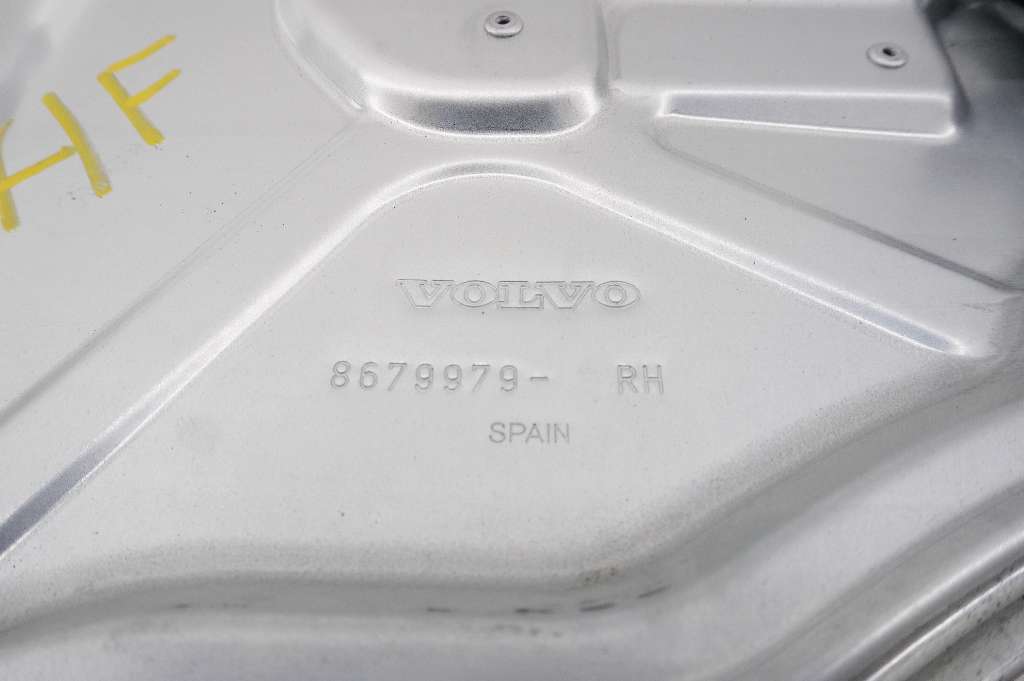 HF
VOLVO
8679979- RH
SPAIN